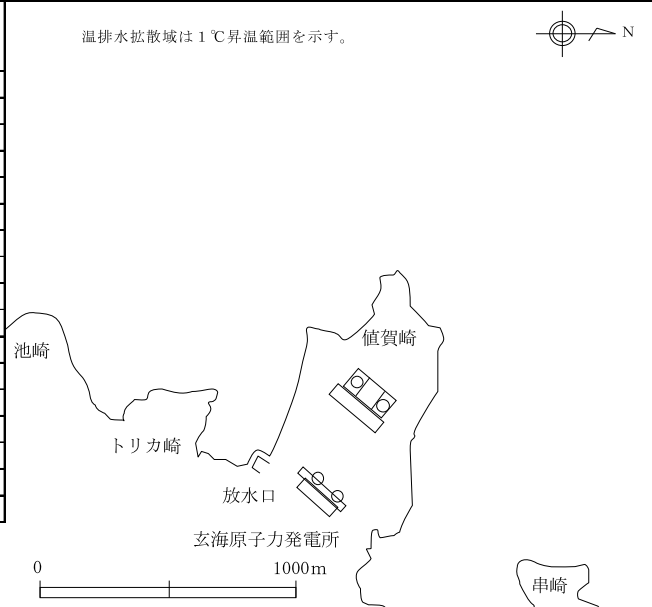 温排水拡散域は1℃昇温範囲を示す。
N
値賀崎
池崎
トリカ崎
放水口
玄海原子力発電所
0
1000m
串崎